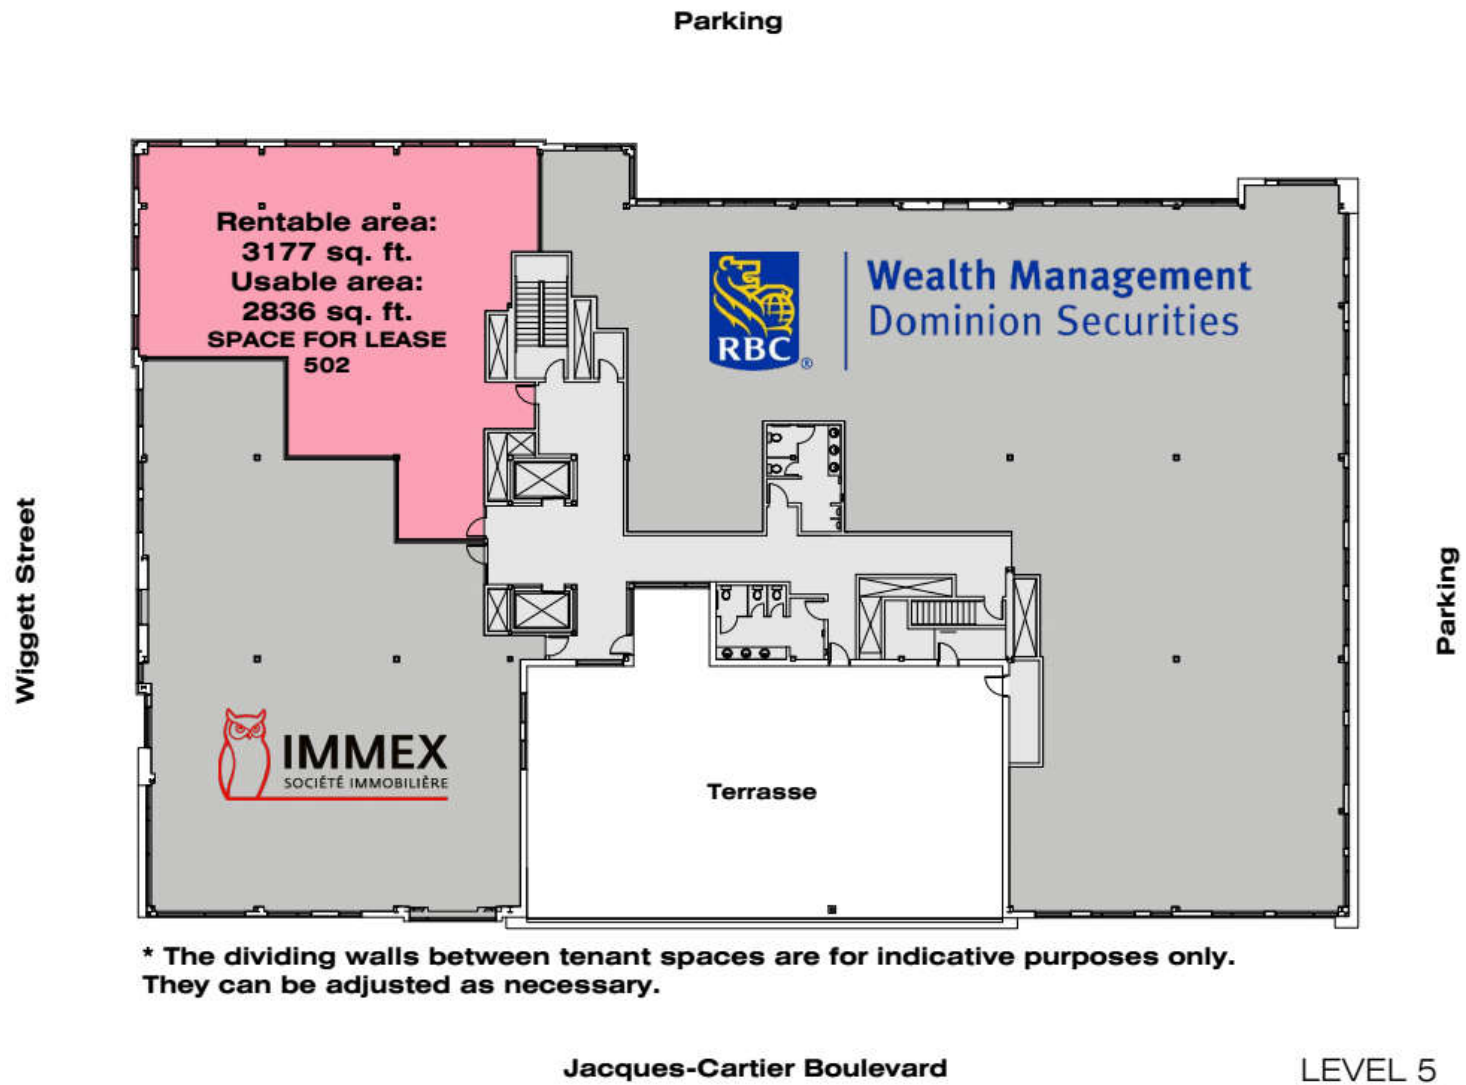 Parking
Rentable area:
3177 sq. ft.
Usable area:
2836 sq. ft.
SPACE FOR LEASE
502
RBC®
Wealth Management
Dominion Securities
Wiggett Street
Parking
IMMEX
SOCIÉTÉ IMMOBILIÈRE
Terrasse
* The dividing walls between tenant spaces are for indicative purposes only.
They can be adjusted as necessary.
Jacques-Cartier Boulevard
LEVEL 5